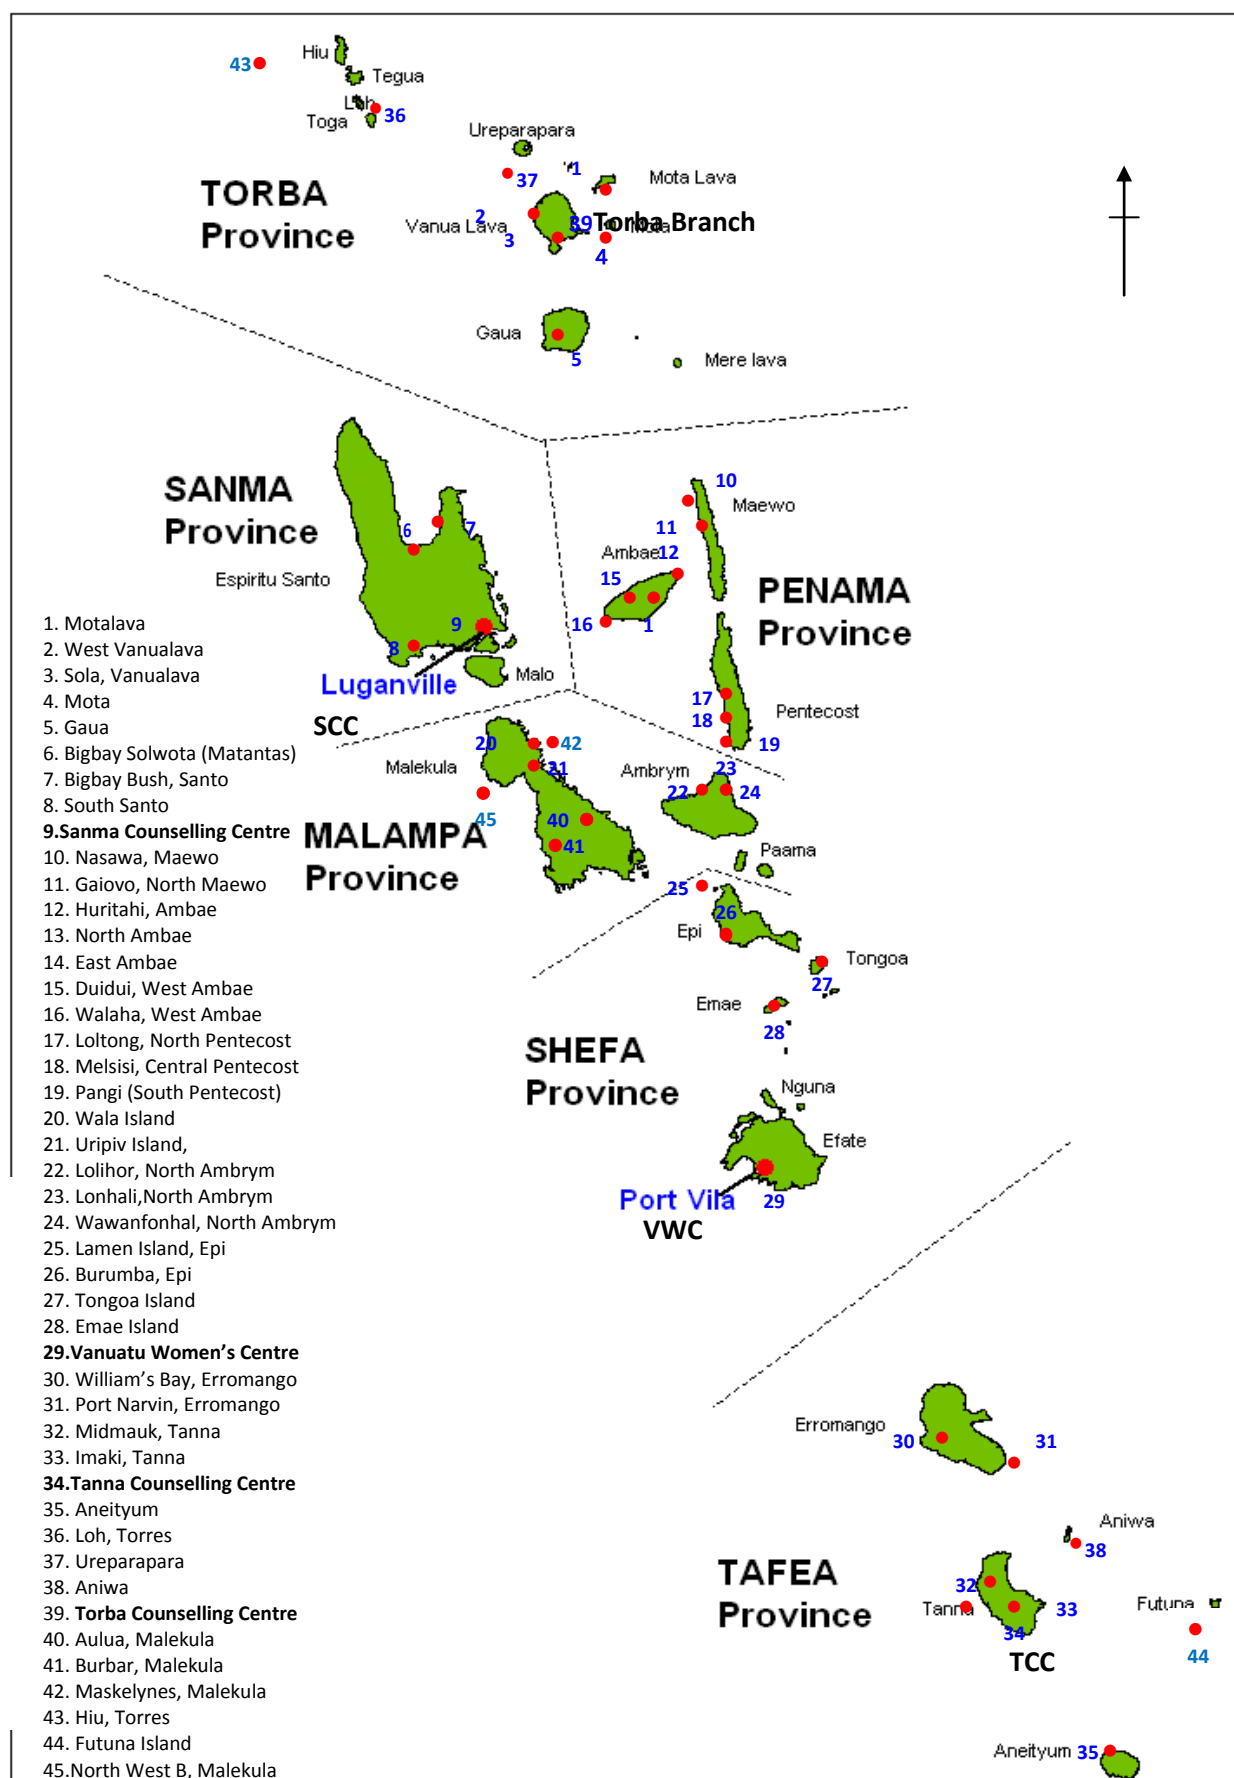 Hiu
43
Tegua
Loh
Toga
36
Ureparapara
1
37
Mota Lava
TORBA
Province
2
Vanua Lava
39
Torba Branch
Mota
3
4
Gaua
5
Mere lava
SANMA
Province
10
Maewo
6
7
11
Ambae
12
Espiritu Santo
15
PENAMA
Province
9
16
1
8
Malo
Luganville
17
Pentecost
18
SCC
19
20
42
Malekula
21
Ambrym
23
22
24
45
40
MALAMPA
Province
41
Paama
25
26
Epi
Tongoa
27
Emae
28
SHEFA
Province
Nguna
Efate
Port Vila
29
VWC
Erromango
30
31
Aniwa
38
TAFEA
Province
32
Tanna
33
Futuna
34
44
TCC
Aneityum
35
1. Motalava
2. West Vanualava
3. Sola, Vanualava
4. Mota
5. Gaua
6. Bigbay Solwota (Matantas)
7. Bigbay Bush, Santo
8. South Santo
9.Sanma Counselling Centre
10. Nasawa, Maewo
11. Gaiovo, North Maewo
12. Huritahi, Ambae
13. North Ambae
14. East Ambae
15. Duidui, West Ambae
16. Walaha, West Ambae
17. Loltong, North Pentecost
18. Melsisi, Central Pentecost
19. Pangi (South Pentecost)
20. Wala Island
21. Uripiv Island,
22. Lolihor, North Ambrym
23. Lonhali,North Ambrym
24. Wawanfonhal, North Ambrym
25. Lamen Island, Epi
26. Burumba, Epi
27. Tongoa Island
28. Emae Island
29.Vanuatu Women’s Centre
30. William’s Bay, Erromango
31. Port Narvin, Erromango
32. Midmauk, Tanna
33. Imaki, Tanna
34.Tanna Counselling Centre
35. Aneityum
36. Loh, Torres
37. Ureparapara
38. Aniwa
39. Torba Counselling Centre
40. Aulua, Malekula
41. Burbar, Malekula
42. Maskelynes, Malekula
43. Hiu, Torres
44. Futuna Island
45.North West B, Malekula